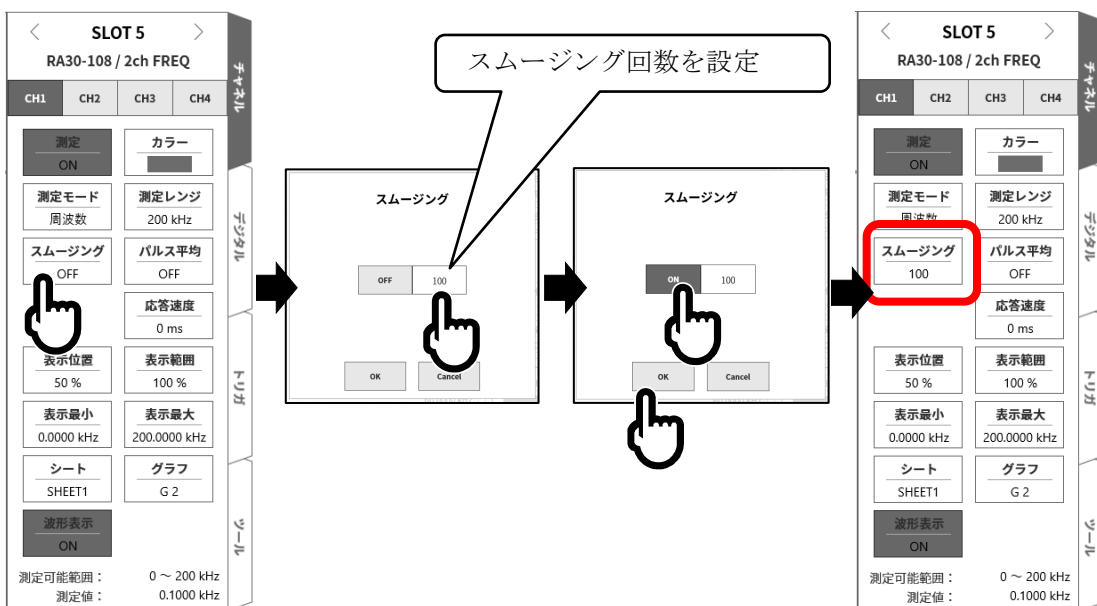 SLOT 5
RA30-108 / 2ch FREQ
CH1 CH2 CH3 CH4
測定 カラー
ON
測定モード 測定レンジ
周波数 200 kHz
スムージング パルス平均
OFF OFF
応答速度
0 ms
表示位置 表示範囲
50 % 100 %
表示最小 表示最大
0.0000 kHz 200.0000 kHz
シート グラフ
SHEET1 G 2
波形表示
ON
測定可能範囲： 0 ～ 200 kHz
測定値： 0.1000 kHz
チャネル
デジタル
トリガ
ツール
スムージング回数を設定
スムージング
OFF 100
OK Cancel
スムージング
ON 100
OK Cancel
SLOT 5
RA30-108 / 2ch FREQ
CH1 CH2 CH3 CH4
測定 カラー
ON
測定モード 測定レンジ
周波数 200 kHz
スムージング パルス平均
100 OFF
応答速度
0 ms
表示位置 表示範囲
50 % 100 %
表示最小 表示最大
0.0000 kHz 200.0000 kHz
シート グラフ
SHEET1 G 2
波形表示
ON
測定可能範囲： 0 ～ 200 kHz
測定値： 0.1000 kHz
チャネル
デジタル
トリガ
ツール